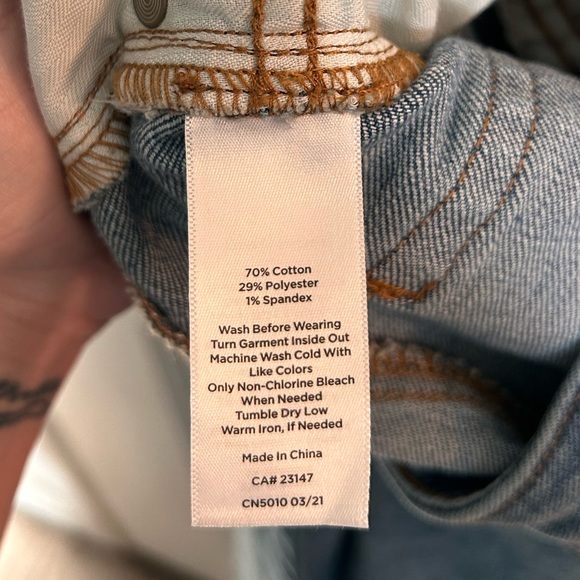 70% Cotton
29% Polyester
1% Spandex
Wash Before Wearing
Turn Garment Inside Out
Machine Wash Cold With
Like Colors
Only Non-Chlorine Bleach
When Needed
Tumble Dry Low
Warm Iron, If Needed
Made in China
CA# 23147
CN5010 03/21